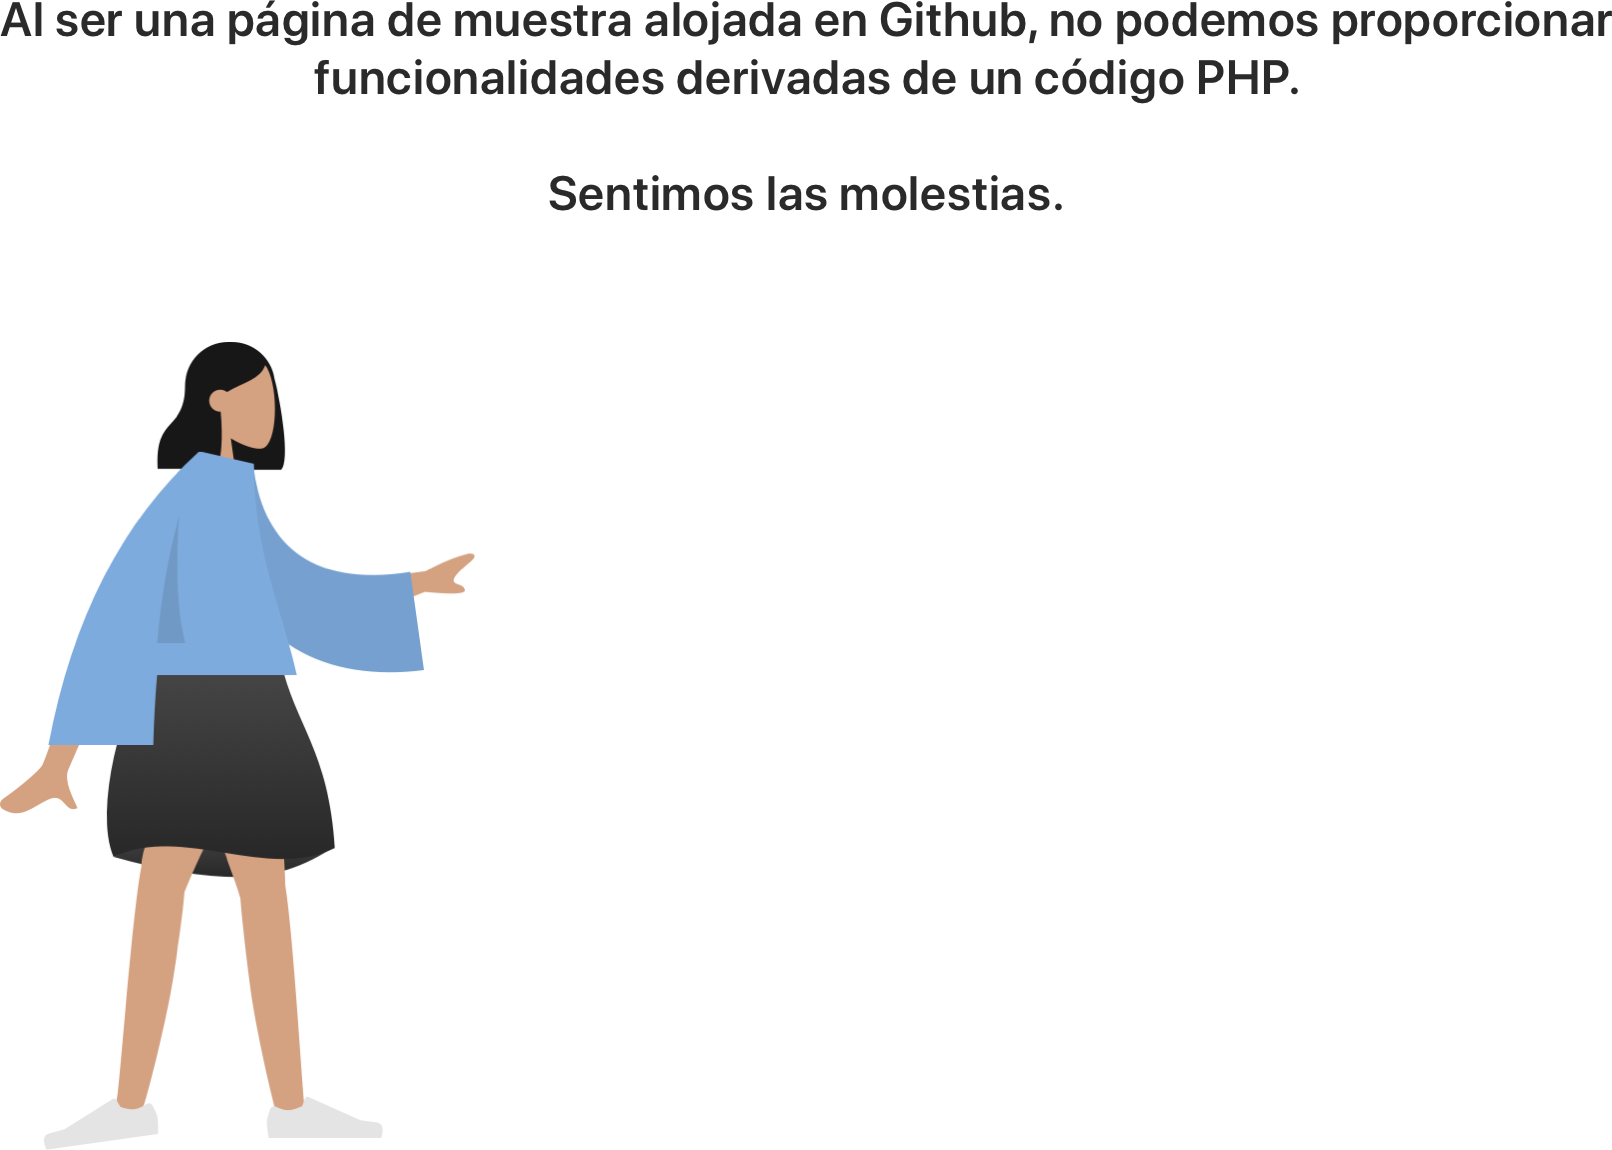 Al ser una página de muestra alojada en Github, no podemos proporcionar
funcionalidades derivadas de un código PHP.
Sentimos las molestias.